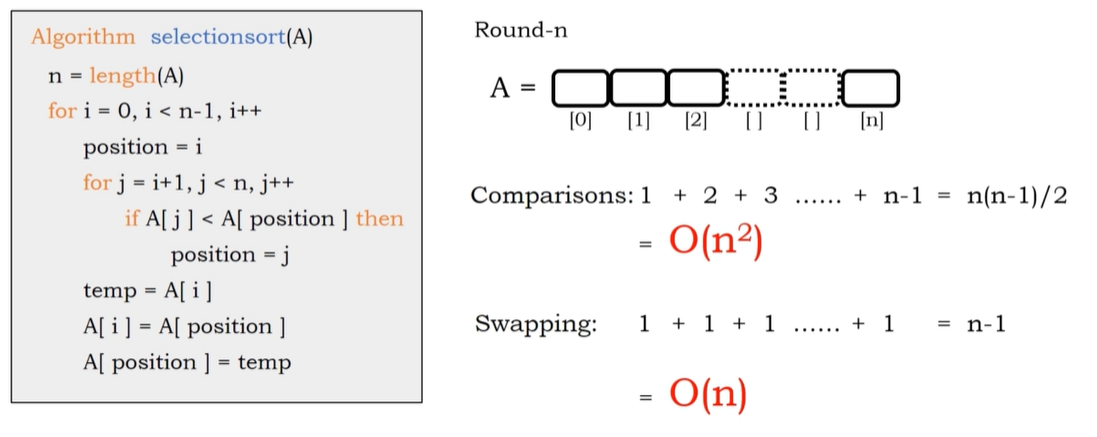 Algorithm selectionsort(A)
n = length(A)
for i = 0, i < n-1, i++
position = i
for j = i+1, j < n, j++
if A[ j ] < A[ position ] then
position = j
temp = A[ i ]
A[ i ] = A[ position ]
A[ position ] = temp
Round-n
A =
[0] [1] [2] [ ] [ ] [n]
Comparisons: 1 + 2 + 3 ...... + n-1 = n(n-1)/2
= O(n²)
Swapping: 1 + 1 + 1 ...... + 1 = n-1
= O(n)